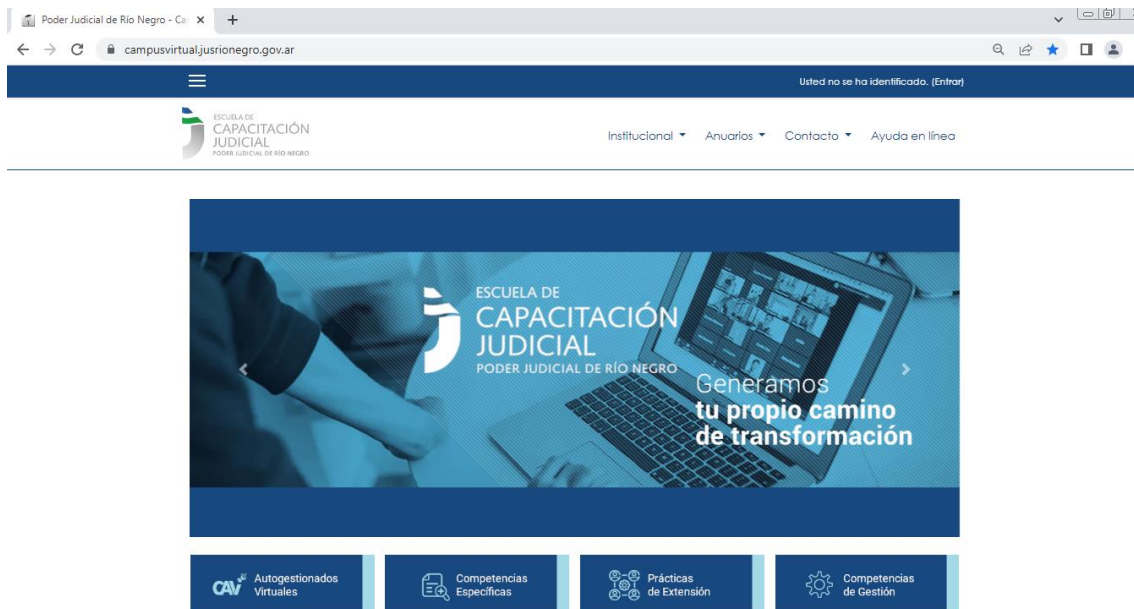 Poder Judicial de Río Negro - Ca
campusvirtual.jusrionegro.gov.ar
Usted no se ha identificado. (Entrar)
ESCUELA DE
CAPACITACIÓN
JUDICIAL
PODER JUDICIAL DE RÍO NEGRO
Institucional Anuarios Contacto Ayuda en línea
ESCUELA DE
CAPACITACIÓN
JUDICIAL
PODER JUDICIAL DE RÍO NEGRO
Generamos
tu propio camino
de transformación
CAV
Autogestionados
Virtuales
Competencias
Específicas
Prácticas
de Extensión
Competencias
de Gestión